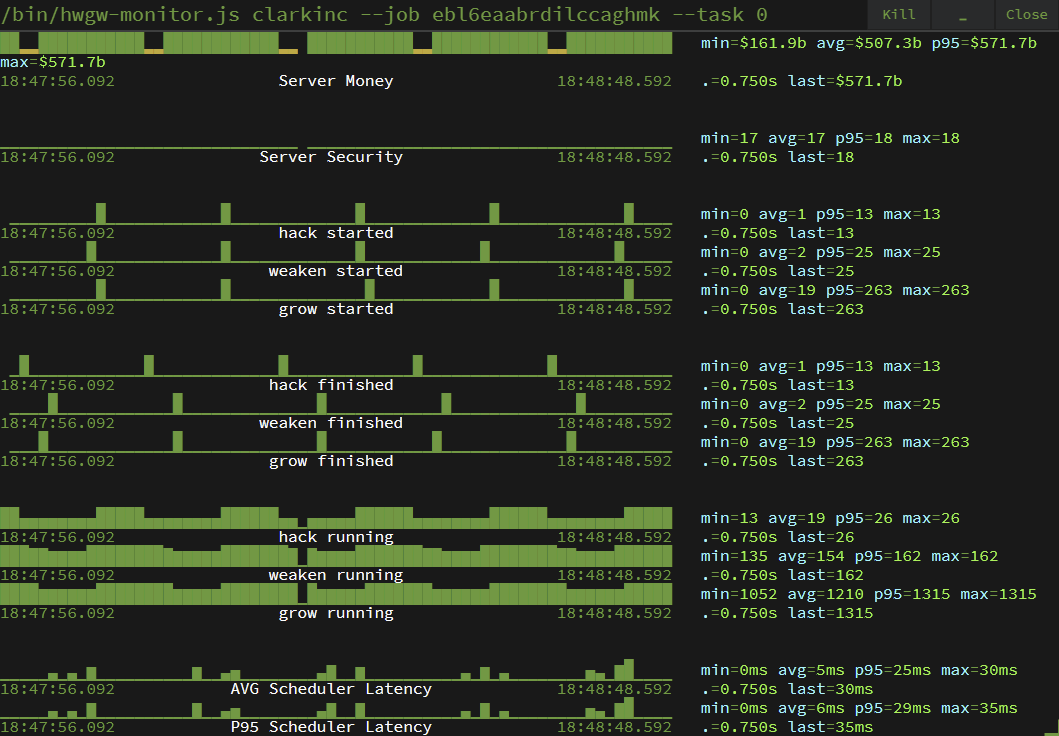 /bin/hwgw-monitor.js clarkinc --job ebl6eaabrdilccaghmk --task 0 Kill _ Close
min=$161.9b avg=$507.3b p95=$571.7b
max=$571.7b
18:47:56.092 Server Money 18:48:48.592 .=0.750s last=$571.7b
min=17 avg=17 p95=18 max=18
18:47:56.092 Server Security 18:48:48.592 .=0.750s last=18
min=0 avg=1 p95=13 max=13
18:47:56.092 hack started 18:48:48.592 .=0.750s last=13
min=0 avg=2 p95=25 max=25
18:47:56.092 weaken started 18:48:48.592 .=0.750s last=25
min=0 avg=19 p95=263 max=263
18:47:56.092 grow started 18:48:48.592 .=0.750s last=263
min=0 avg=1 p95=13 max=13
18:47:56.092 hack finished 18:48:48.592 .=0.750s last=13
min=0 avg=2 p95=25 max=25
18:47:56.092 weaken finished 18:48:48.592 .=0.750s last=25
min=0 avg=19 p95=263 max=263
18:47:56.092 grow finished 18:48:48.592 .=0.750s last=263
min=13 avg=19 p95=26 max=26
18:47:56.092 hack running 18:48:48.592 .=0.750s last=26
min=135 avg=154 p95=162 max=162
18:47:56.092 weaken running 18:48:48.592 .=0.750s last=162
min=1052 avg=1210 p95=1315 max=1315
18:47:56.092 grow running 18:48:48.592 .=0.750s last=1315
min=0ms avg=5ms p95=25ms max=30ms
18:47:56.092 AVG Scheduler Latency 18:48:48.592 .=0.750s last=30ms
min=0ms avg=6ms p95=29ms max=35ms
18:47:56.092 P95 Scheduler Latency 18:48:48.592 .=0.750s last=35ms